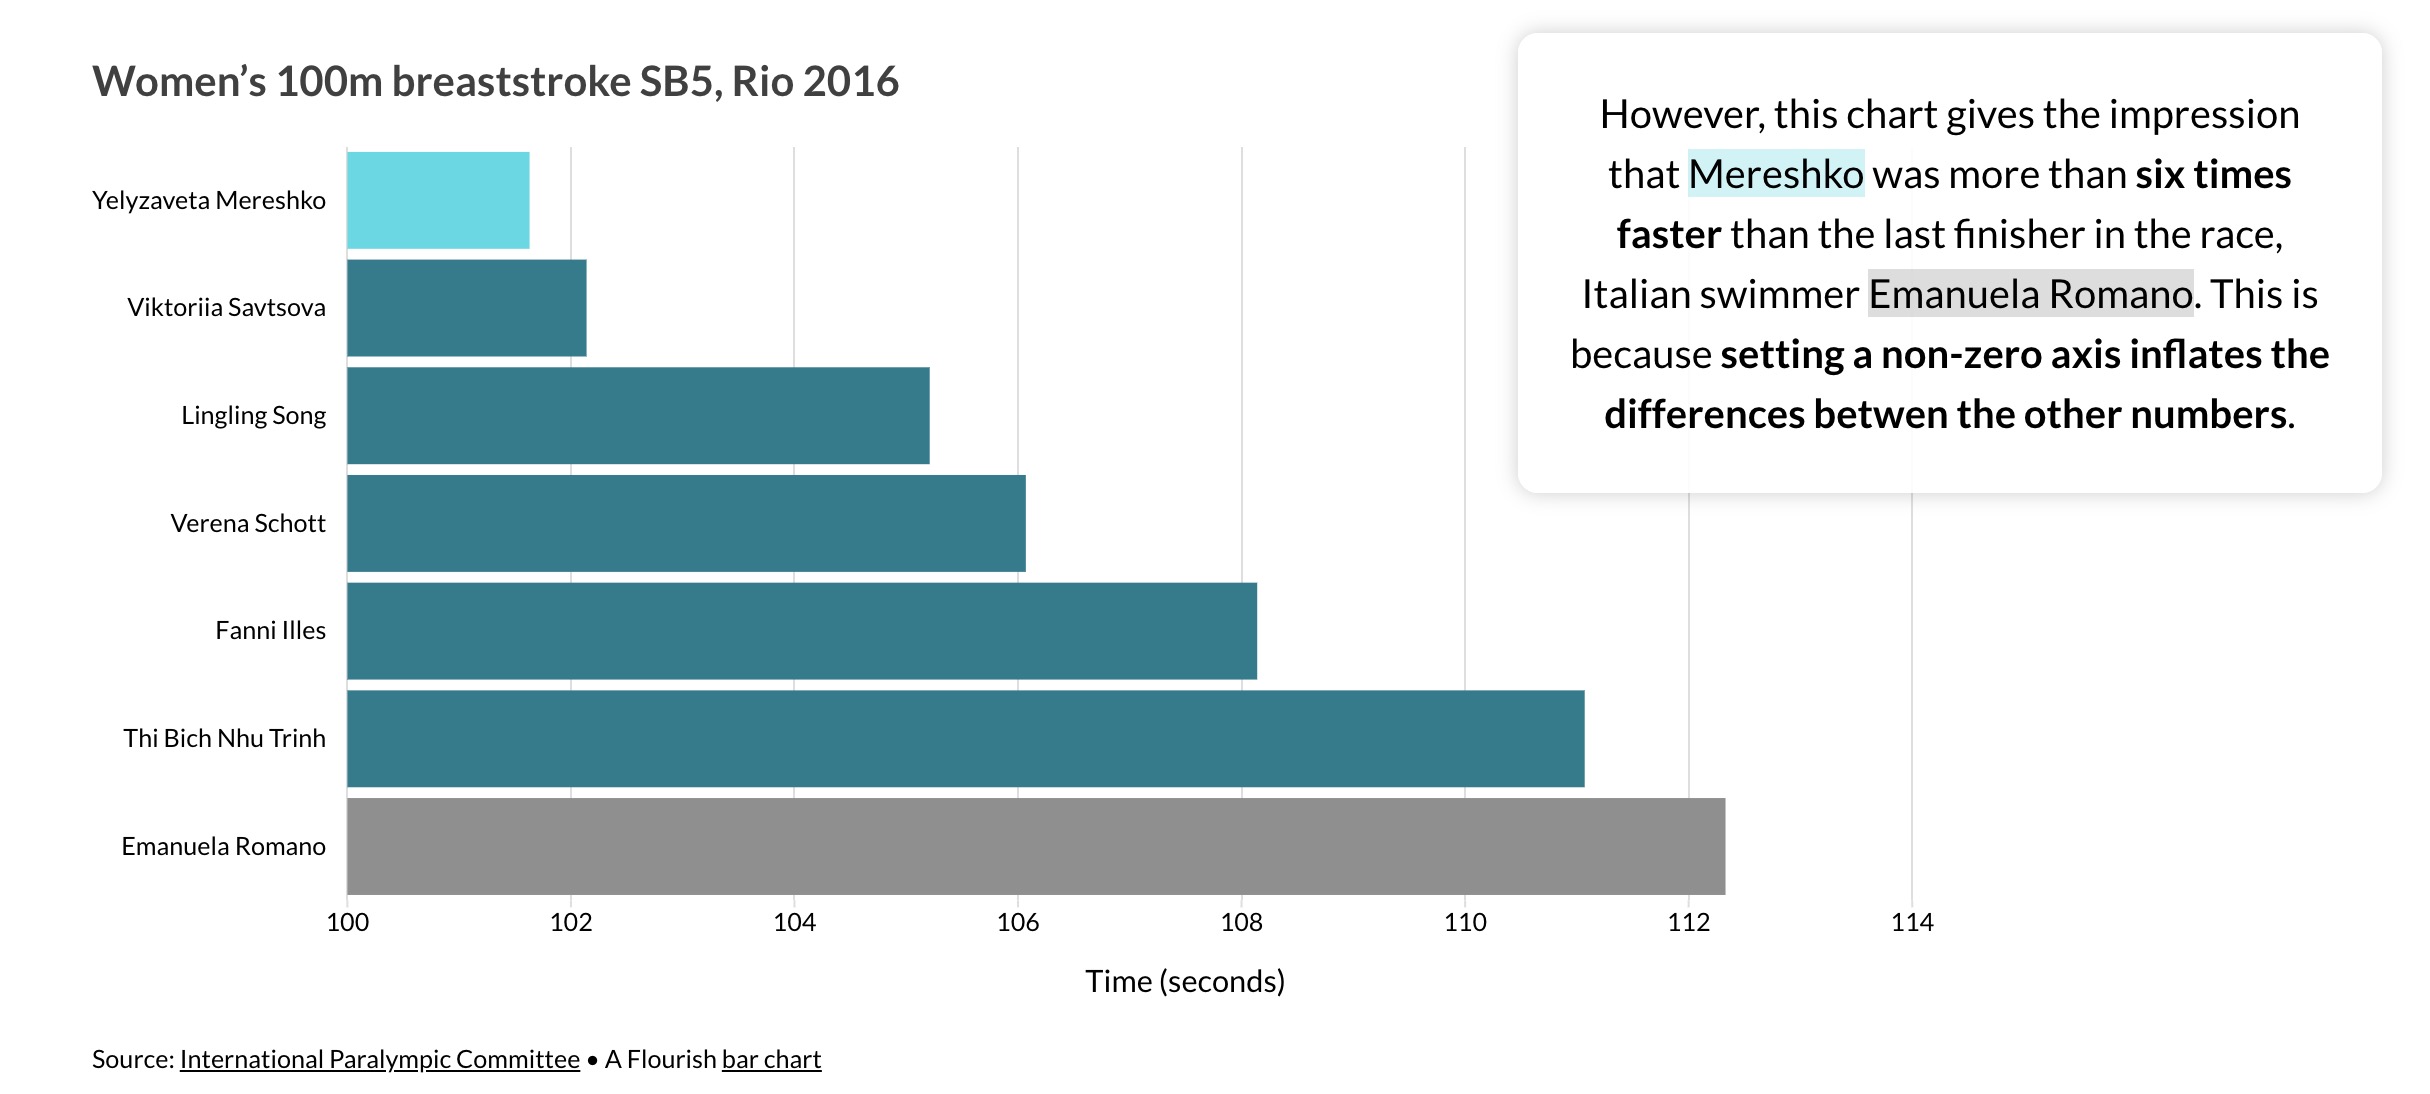 Women’s 100m breaststroke SB5, Rio 2016
However, this chart gives the impression
that Mereshko was more than six times
faster than the last finisher in the race,
Italian swimmer Emanuela Romano. This is
because setting a non-zero axis inflates the
differences betwen the other numbers.
Yelyzaveta Mereshko
Viktoriia Savtsova
Lingling Song
Verena Schott
Fanni Illes
Thi Bich Nhu Trinh
Emanuela Romano
100 102 104 106 108 110 112 114
Time (seconds)
Source: International Paralympic Committee • A Flourish bar chart